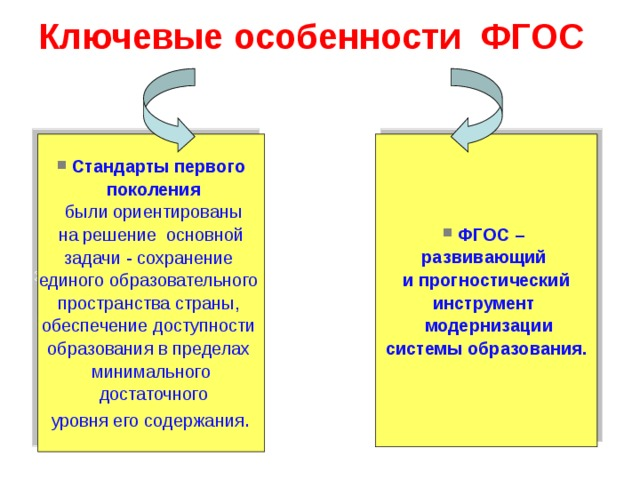 Ключевые особенности ФГОС
Стандарты первого
поколения
были ориентированы
на решение основной
задачи - сохранение
единого образовательного
пространства страны,
обеспечение доступности
образования в пределах
минимального
достаточного
уровня его содержания.
ФГОС –
развивающий
и прогностический
инструмент
модернизации
системы образования.